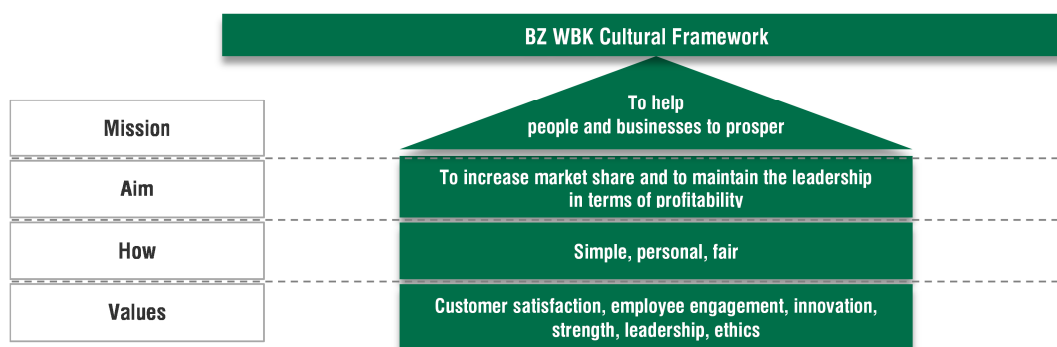 BZ WBK Cultural Framework
Mission
To help
people and businesses to prosper
Aim
To increase market share and to maintain the leadership
in terms of profitability
How
Simple, personal, fair
Values
Customer satisfaction, employee engagement, innovation,
strength, leadership, ethics